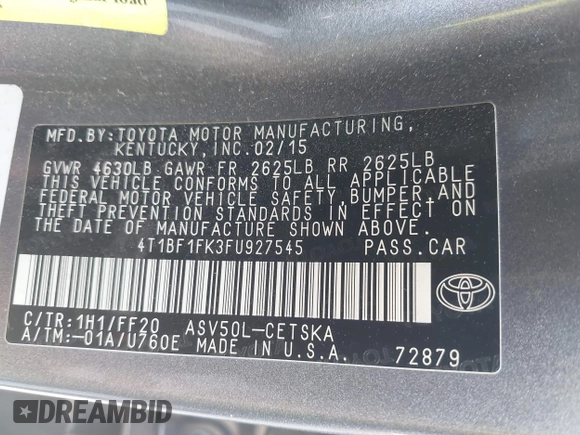 MFD.BY:TOYOTA MOTOR MANUFACTURING,
KENTUCKY,INC.02/15
GVWR 4630LB GAWR FR 2625LB RR 2625LB
THIS VEHICLE CONFORMS TO ALL APPLICABLE
FEDERAL MOTOR VEHICLE SAFETY,BUMPER,AND
THEFT PREVENTION STANDARDS IN EFFECT ON
THE DATE OF MANUFACTURE SHOWN ABOVE.
4T1BF1FK3FU927545 PASS.CAR
C/TR:1H1/FF20 ASV50L-CETSKA
A/TM:-01A/U760E MADE IN U.S.A. 72879
DREAMBID